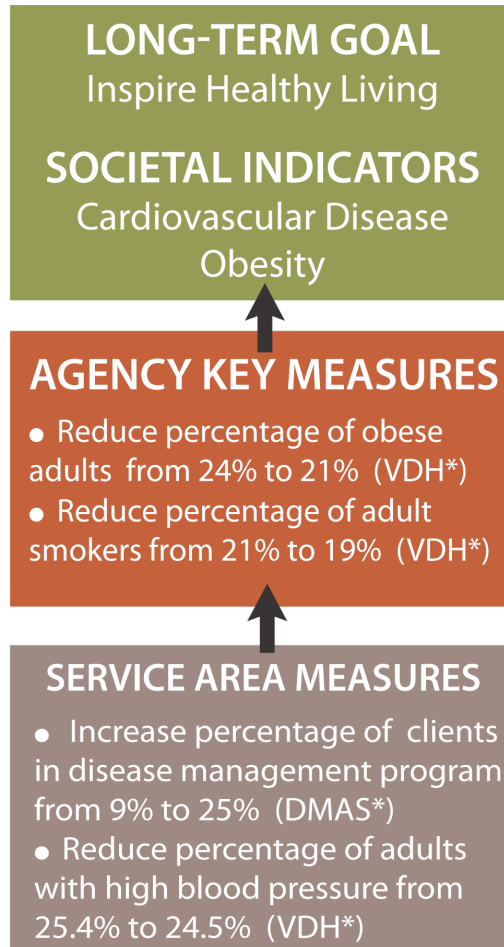 LONG-TERM GOAL
Inspire Healthy Living
SOCIETAL INDICATORS
Cardiovascular Disease
Obesity
AGENCY KEY MEASURES
● Reduce percentage of obese
adults from 24% to 21% (VDH*)
● Reduce percentage of adult
smokers from 21% to 19% (VDH*)
SERVICE AREA MEASURES
● Increase percentage of clients
in disease management program
from 9% to 25% (DMAS*)
● Reduce percentage of adults
with high blood pressure from
25.4% to 24.5% (VDH*)